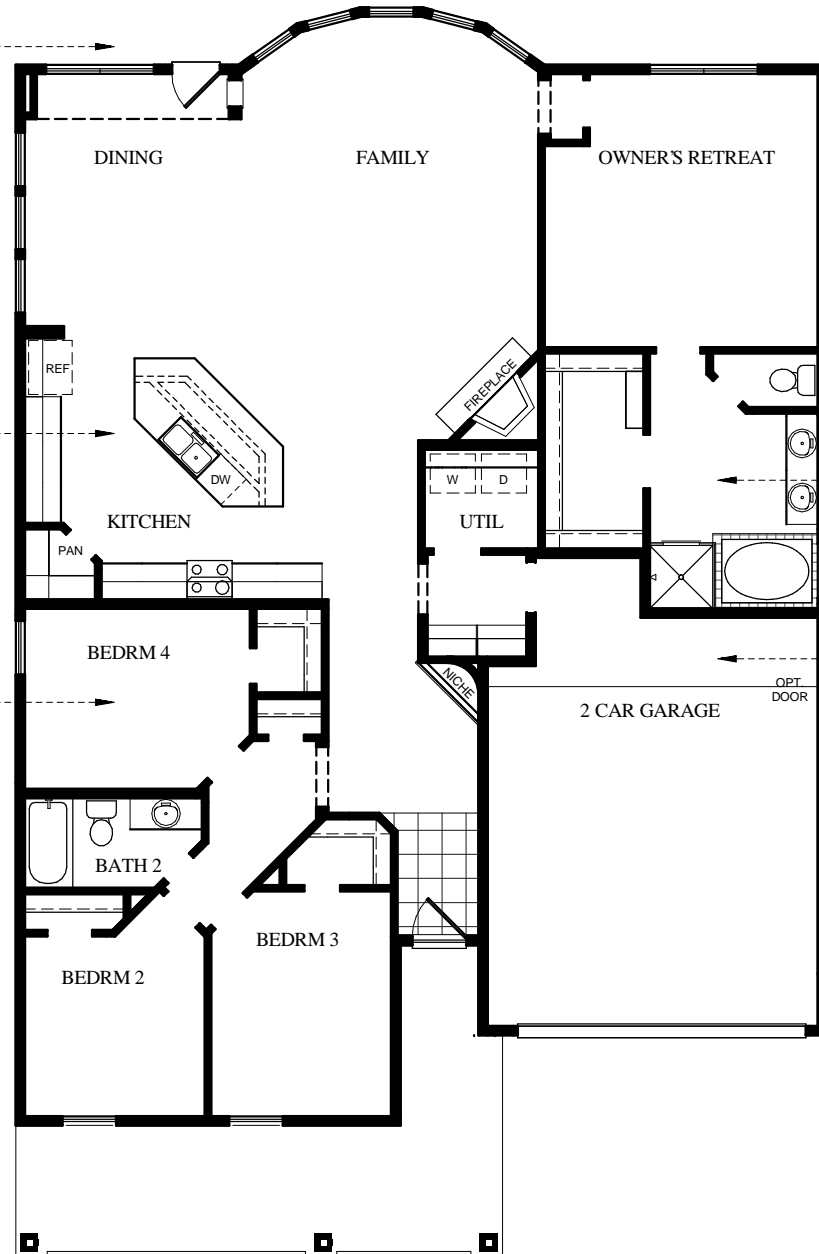 DINING
FAMILY
OWNER'S RETREAT
REF
FIREPLACE
DW
W
D
KITCHEN
UTIL
PAN
BEDRM 4
NICHE
OPT.
DOOR
2 CAR GARAGE
BATH 2
BEDRM 3
BEDRM 2